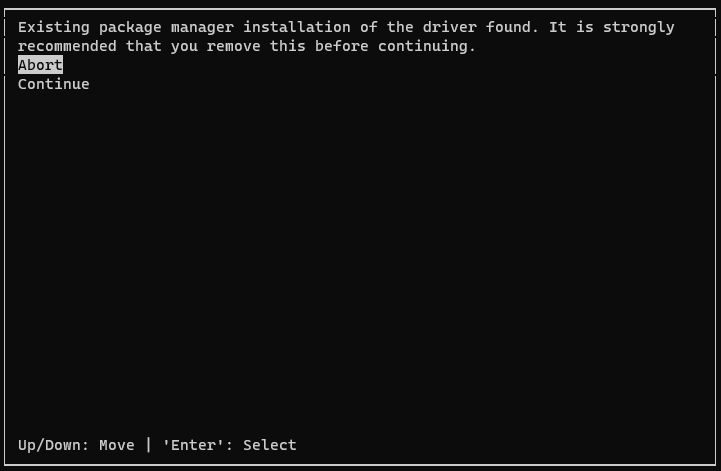 Existing package manager installation of the driver found. It is strongly
recommended that you remove this before continuing.
Abort
Continue
Up/Down: Move | 'Enter': Select